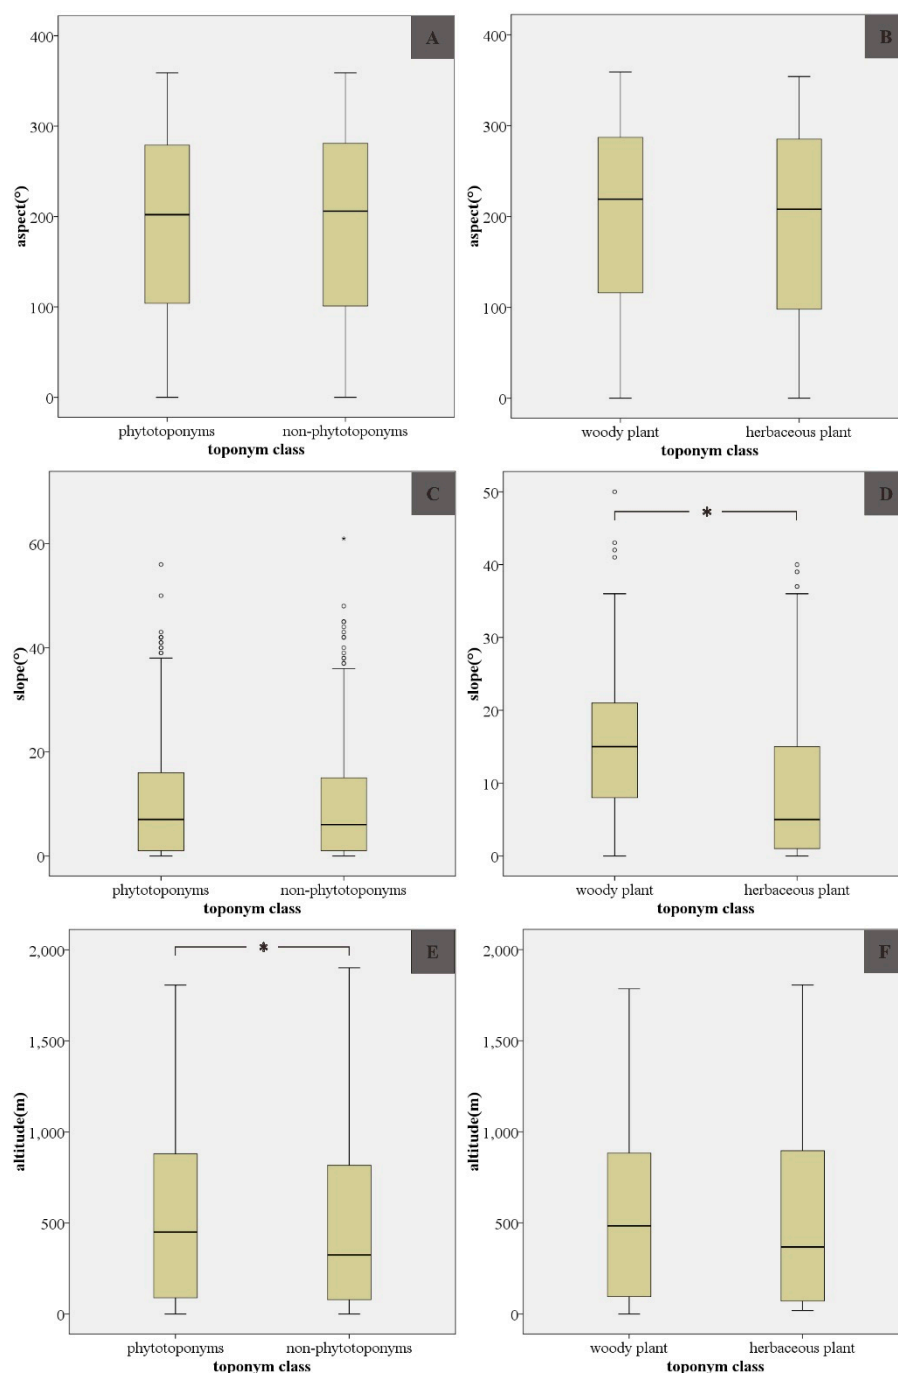 A
400
300
200
100
0
aspect(°)
phytotoponyms non-phytotoponyms
toponym class
B
400
300
200
100
0
aspect(°)
woody plant herbaceous plant
toponym class
C
60
40
20
0
slope(°)
*
phytotoponyms non-phytotoponyms
toponym class
D
50
40
30
20
10
0
slope(°)
*
woody plant herbaceous plant
toponym class
E
2,000
1,500
1,000
500
0
altitude(m)
*
phytotoponyms non-phytotoponyms
toponym class
F
2,000
1,500
1,000
500
0
altitude(m)
woody plant herbaceous plant
toponym class